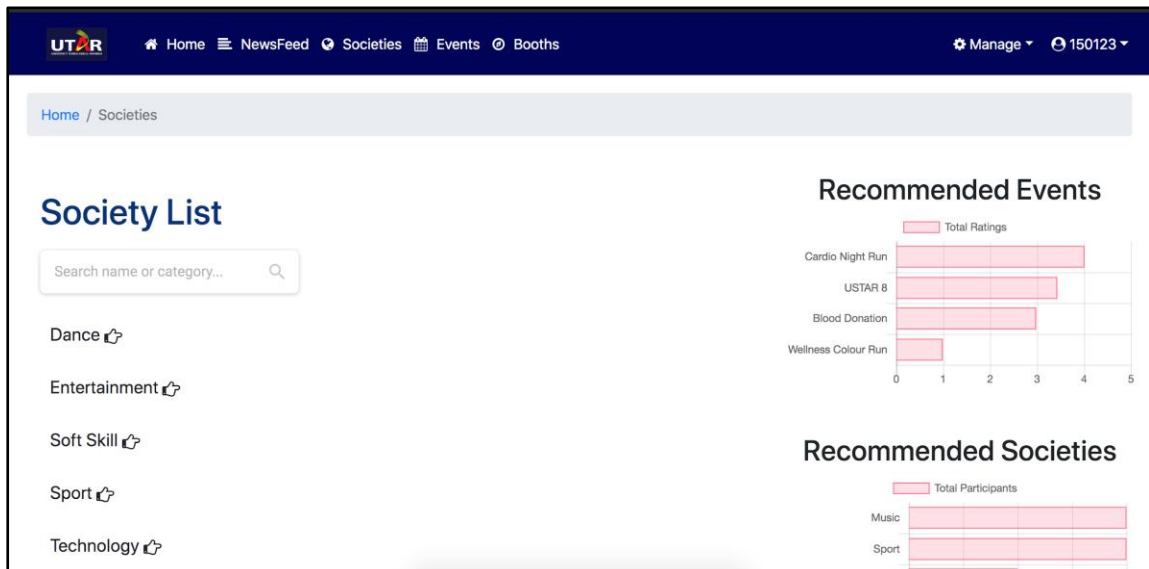 UTAR
Home NewsFeed Societies Events Booths
Manage 150123
Home / Societies
Society List
Search name or category...
Dance
Entertainment
Soft Skill
Sport
Technology
Recommended Events
Total Ratings
Cardio Night Run
USTAR 8
Blood Donation
Wellness Colour Run
0 1 2 3 4 5
Recommended Societies
Total Participants
Music
Sport